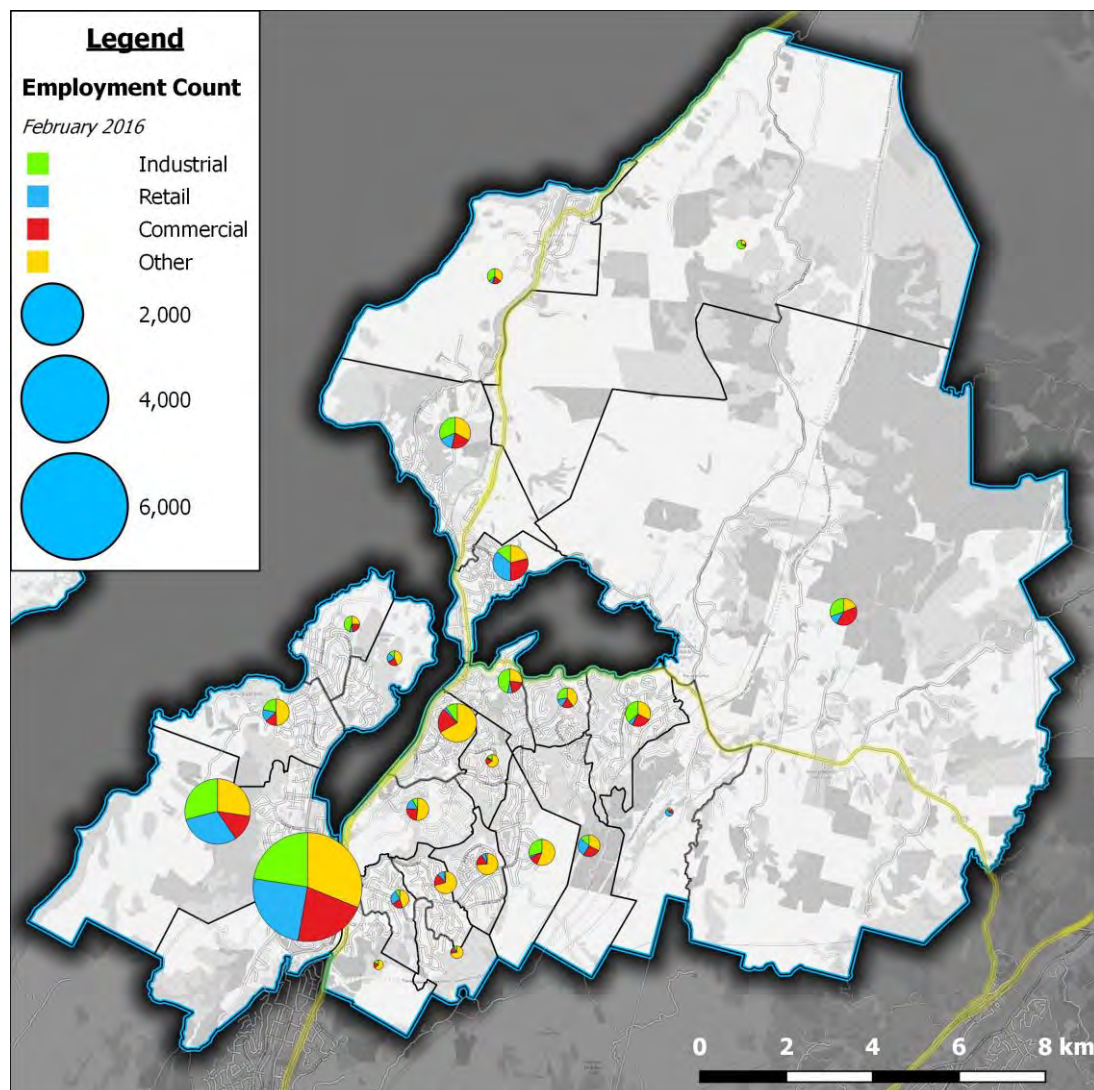 Legend
Employment Count
February 2016
Industrial
Retail
Commercial
Other
2,000
4,000
6,000
0 2 4 6 8 km